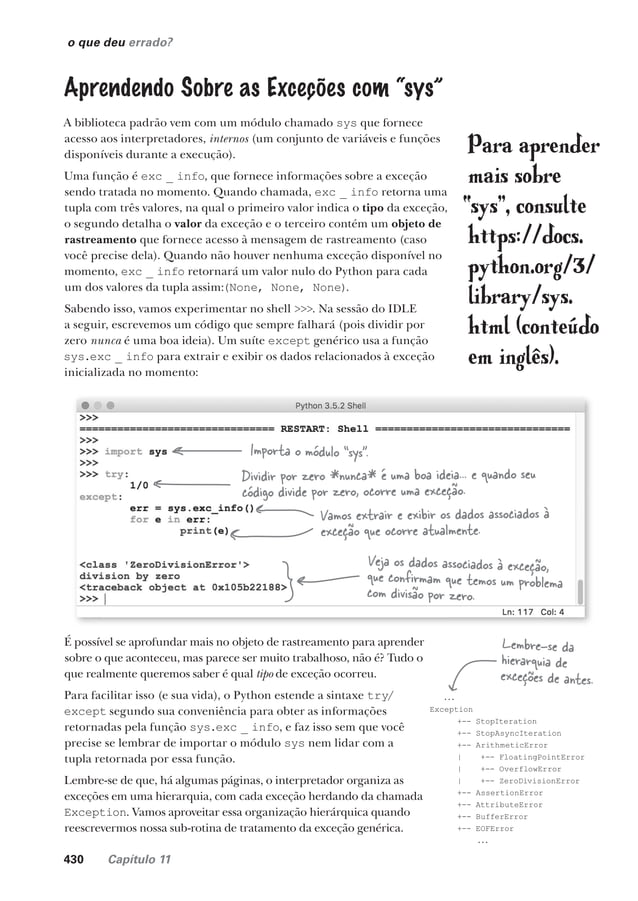 o que deu errado?
Aprendendo Sobre as Exceções com “sys”
A biblioteca padrão vem com um módulo chamado sys que fornece
acesso aos interpretadores, internos (um conjunto de variáveis e funções
disponíveis durante a execução).
Uma função é exc _ info, que fornece informações sobre a exceção
sendo tratada no momento. Quando chamada, exc _ info retorna uma
tupla com três valores, na qual o primeiro valor indica o tipo da exceção,
o segundo detalha o valor da exceção e o terceiro contém um objeto de
rastreamento que fornece acesso à mensagem de rastreamento (caso
você precise dela). Quando não houver nenhuma exceção disponível no
momento, exc _ info retornará um valor nulo do Python para cada
um dos valores da tupla assim:(None, None, None).
Sabendo isso, vamos experimentar no shell >>>. Na sessão do IDLE
a seguir, escrevemos um código que sempre falhará (pois dividir por
zero nunca é uma boa ideia). Um suíte except genérico usa a função
sys.exc _ info para extrair e exibir os dados relacionados à exceção
inicializada no momento:
Para aprender
mais sobre
“sys”, consulte
https://docs.
python.org/3/
library/sys.
html (conteúdo
em inglês).
Python 3.5.2 Shell
>>>
=============================== RESTART: Shell ===============================
>>>
>>> import sys
Importa o módulo “sys”.
>>>
>>> try:
1/0
Dividir por zero *nunca* é uma boa ideia... e quando seu
código divide por zero, ocorre uma exceção.
except:
err = sys.exc_info()
for e in err:
print(e)
Vamos extrair e exibir os dados associados à
exceção que ocorre atualmente.
<class 'ZeroDivisionError'>
division by zero
<traceback object at 0x105b22188>
>>>
Veja os dados associados à exceção,
que confirmam que temos um problema
com divisão por zero.
Ln: 117 Col: 4
É possível se aprofundar mais no objeto de rastreamento para aprender
sobre o que aconteceu, mas parece ser muito trabalhoso, não é? Tudo o
que realmente queremos saber é qual tipo de exceção ocorreu.
Para facilitar isso (e sua vida), o Python estende a sintaxe try/
except segundo sua conveniência para obter as informações
retornadas pela função sys.exc _ info, e faz isso sem que você
precise se lembrar de importar o módulo sys nem lidar com a
tupla retornada por essa função.
Lembre-se de que, há algumas páginas, o interpretador organiza as
exceções em uma hierarquia, com cada exceção herdando da chamada
Exception. Vamos aproveitar essa organização hierárquica quando
reescrevermos nossa sub-rotina de tratamento da exceção genérica.
Lembre-se da
hierarquia de
exceções de antes.
...
Exception
+-- StopIteration
+-- StopAsyncIteration
+-- ArithmeticError
| +-- FloatingPointError
| +-- OverflowError
| +-- ZeroDivisionError
+-- AssertionError
+-- AttributeError
+-- BufferError
+-- EOFError
...
430 Capítulo 11